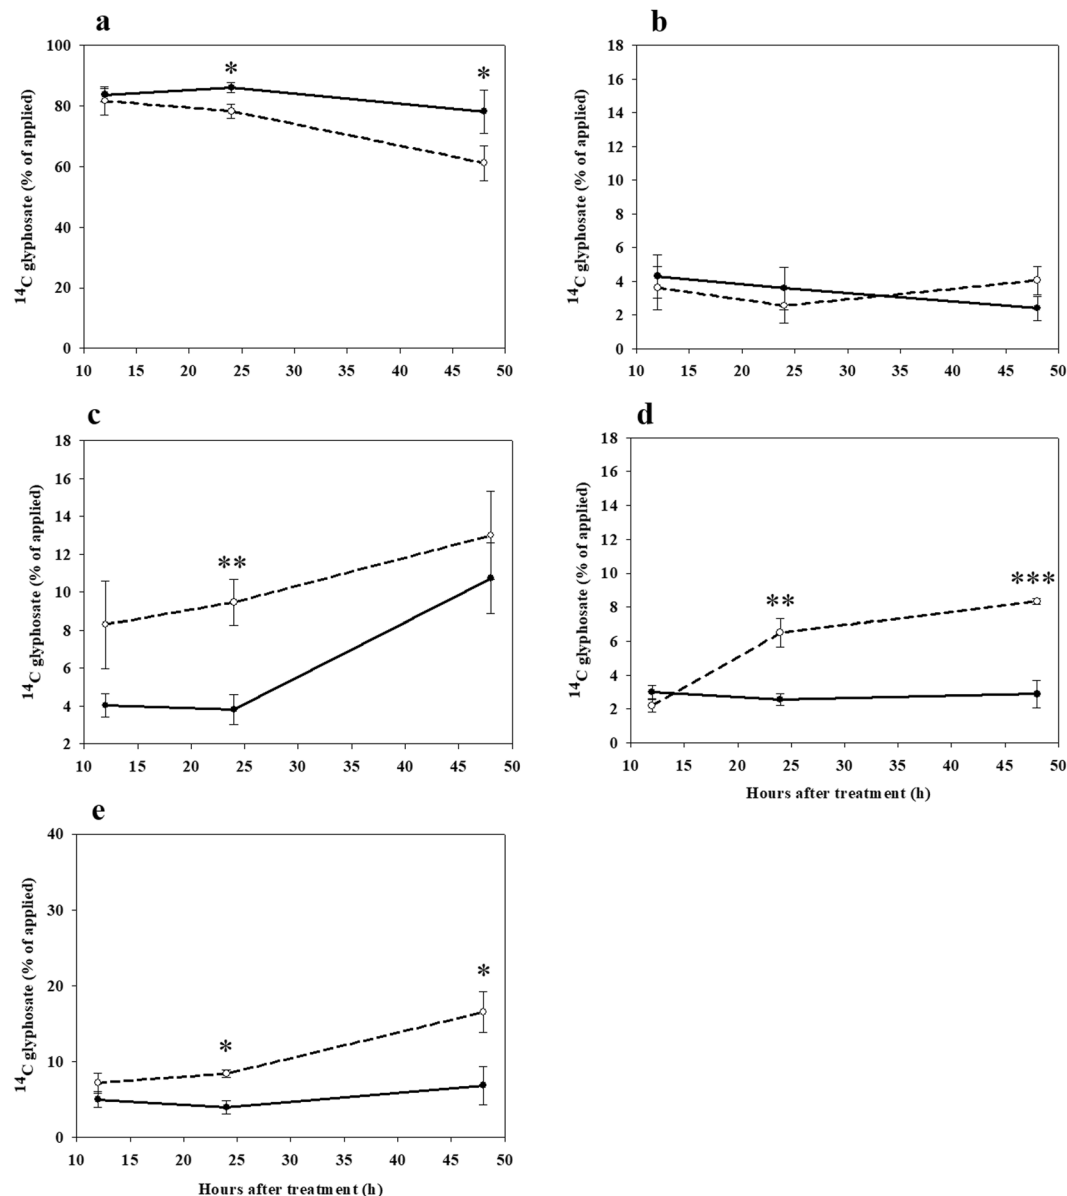 a
100
80
60
40
20
0
10 15 20 25 30 35 40 45 50
14C glyphosate (% of applied)
* *
b
18
16
14
12
10
8
6
4
2
0
10 15 20 25 30 35 40 45 50
14C glyphosate (% of applied)
c
18
16
14
12
10
8
6
4
2
10 15 20 25 30 35 40 45 50
14C glyphosate (% of applied)
**
d
18
16
14
12
10
8
6
4
2
0
10 15 20 25 30 35 40 45 50
14C glyphosate (% of applied)
** ***
Hours after treatment (h)
e
40
30
20
10
0
10 15 20 25 30 35 40 45 50
14C glyphosate (% of applied)
* *
Hours after treatment (h)